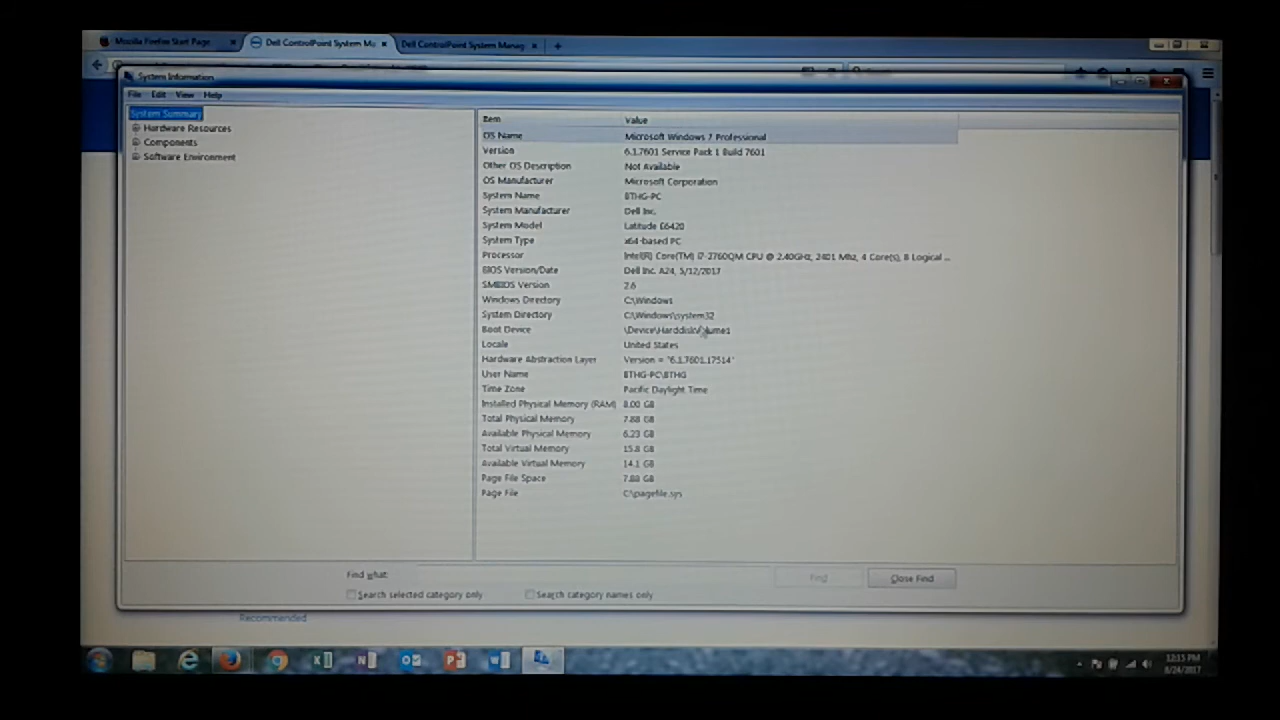 Mozilla Firefox Start Page
Dell ControlPoint System Ma
Dell ControlPoint System Manag
System Information
File Edit View Help
System Summary
Hardware Resources
Components
Software Environment
Item Value
OS Name Microsoft Windows 7 Professional
Version 6.1.7601 Service Pack 1 Build 7601
Other OS Description Not Available
OS Manufacturer Microsoft Corporation
System Name BTHG-PC
System Manufacturer Dell Inc.
System Model Latitude E6420
System Type x64-based PC
Processor Intel(R) Core(TM) i7-2760QM CPU @ 2.40GHz, 2401 Mhz, 4 Core(s), 8 Logical ...
BIOS Version/Date Dell Inc. A24, 5/12/2017
SMBIOS Version 2.6
Windows Directory C:\Windows
System Directory C:\Windows\system32
Boot Device \Device\HarddiskVolume1
Locale United States
Hardware Abstraction Layer Version = "6.1.7601.17514"
User Name BTHG-PC\BTHG
Time Zone Pacific Daylight Time
Installed Physical Memory (RAM) 8.00 GB
Total Physical Memory 7.88 GB
Available Physical Memory 6.23 GB
Total Virtual Memory 15.8 GB
Available Virtual Memory 14.1 GB
Page File Space 7.88 GB
Page File C:\pagefile.sys
Find what:
Find
Close Find
Search selected category only
Search category names only
Recommended
12:15 PM
8/24/2017